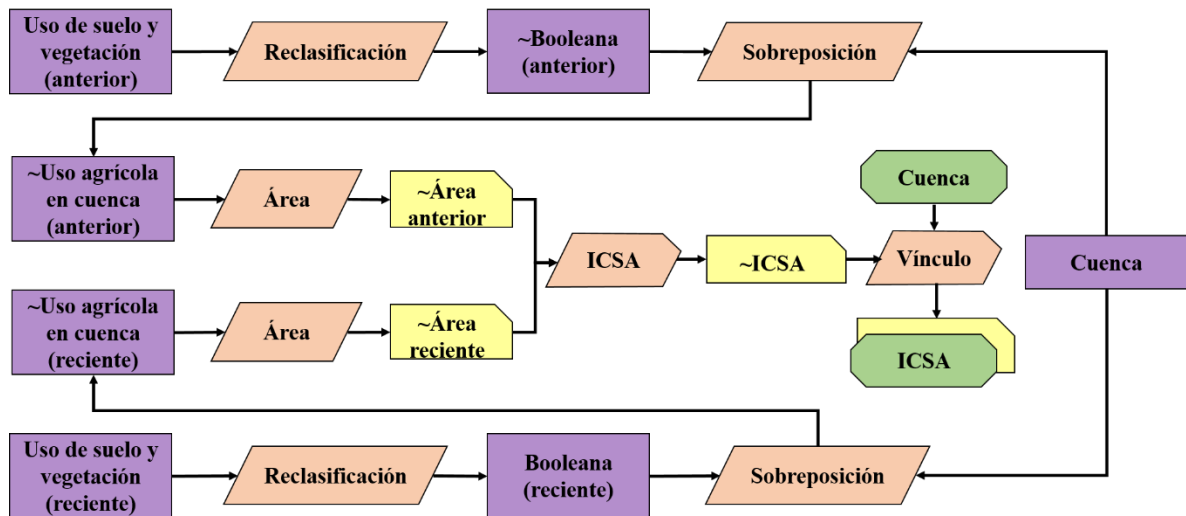 Uso de suelo y
vegetación
(anterior)
Reclasificación
~Booleana
(anterior)
Sobreposición
~Uso agrícola
en cuenca
(anterior)
Área
~Área
anterior
Cuenca
ICSA
~ICSA
Vínculo
Cuenca
~Uso agrícola
en cuenca
(reciente)
Área
~Área
reciente
ICSA
Uso de suelo y
vegetación
(reciente)
Reclasificación
Booleana
(reciente)
Sobreposición